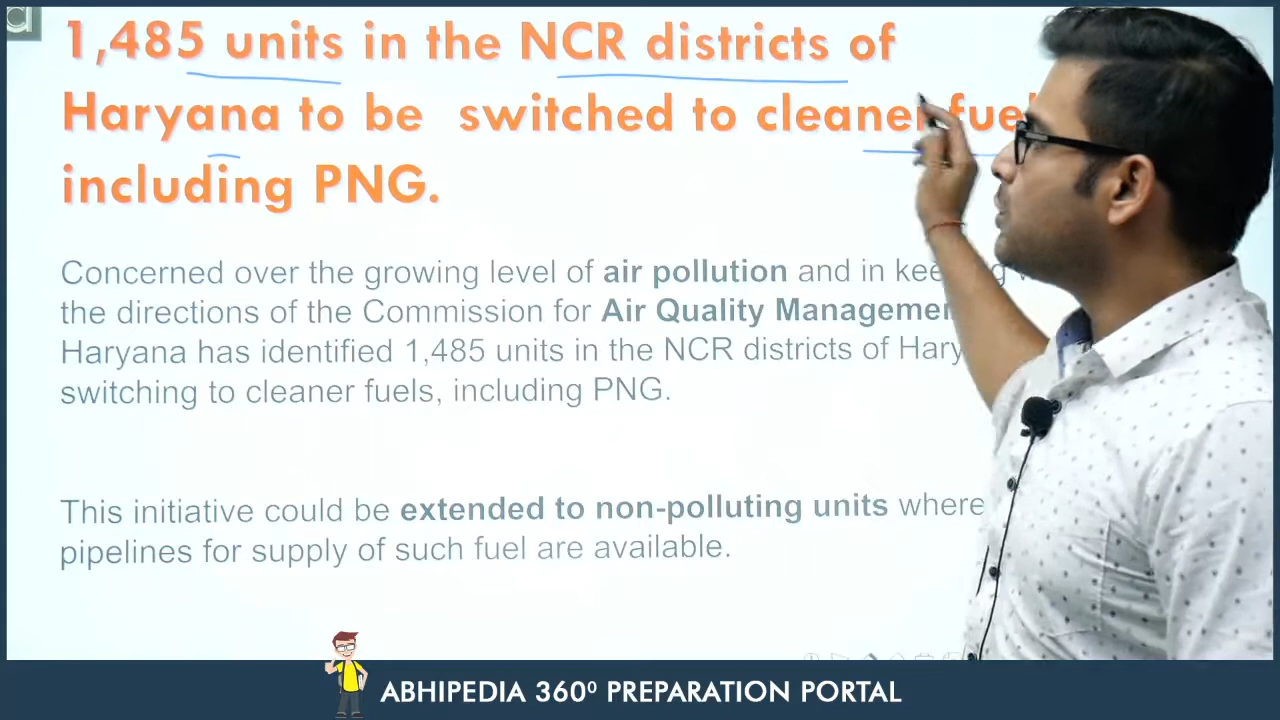 1,485 units in the NCR districts of
Haryana to be switched to cleaner
including PNG.
Concerned over the growing level of air pollution and in
the directions of the Commission for Air Quality
Haryana has identified 1,485 units in the NCR districts of
switching to cleaner fuels, including PNG.
This initiative could be extended to non-polluting units where
pipelines for supply of such fuel are available.
ABHIPEDIA 360⁰ PREPARATION PORTAL